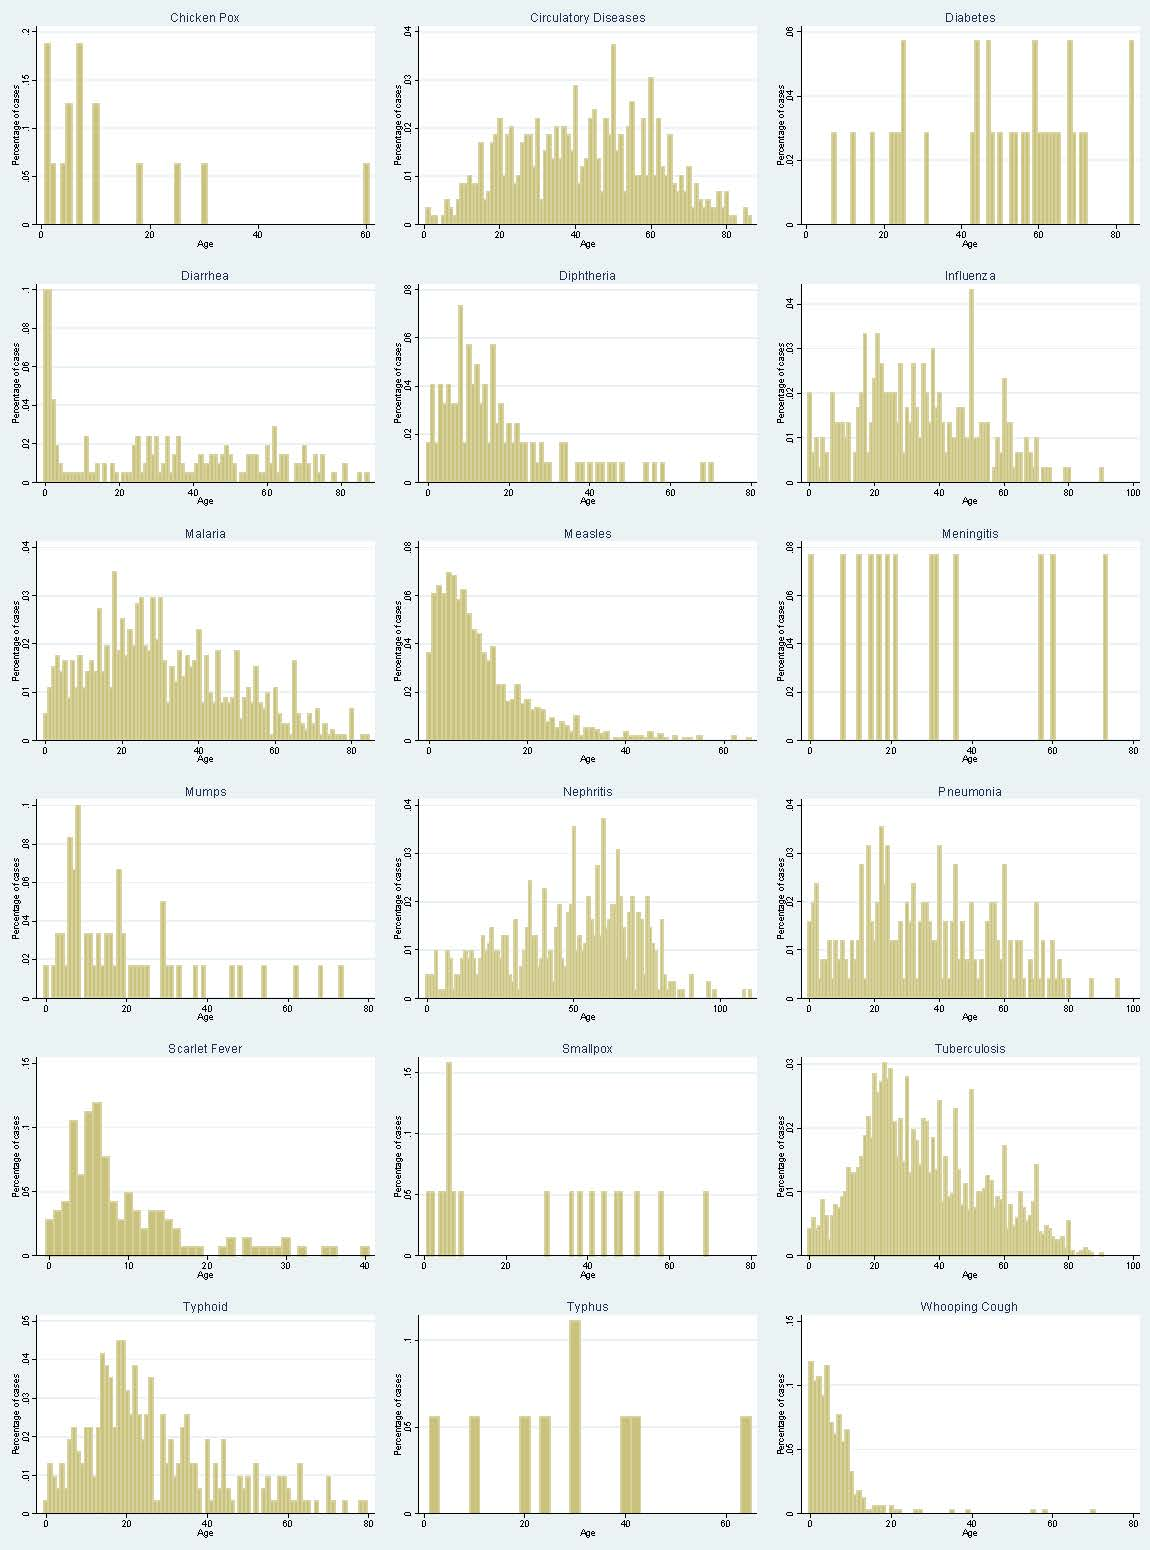 Chicken Pox
Circulatory Diseases
Diabetes
Percentage of cases
0 .05 .1 .15 .2
0 20 40 60
Age
Percentage of cases
0 .01 .02 .03 .04
0 20 40 60 80
Age
Percentage of cases
0 .02 .04 .06
0 20 40 60 80
Age
Diarrhea
Diphtheria
Influenza
Percentage of cases
0 .02 .04 .06 .08 .1
0 20 40 60 80
Age
Percentage of cases
0 .02 .04 .06 .08
0 20 40 60 80
Age
Percentage of cases
0 .01 .02 .03 .04
0 20 40 60 80 100
Age
Malaria
Measles
Meningitis
Percentage of cases
0 .01 .02 .03 .04
0 20 40 60 80
Age
Percentage of cases
0 .02 .04 .06 .08
0 20 40 60
Age
Percentage of cases
0 .02 .04 .06 .08
0 20 40 60 80
Age
Mumps
Nephritis
Pneumonia
Percentage of cases
0 .02 .04 .06 .08 .1
0 20 40 60 80
Age
Percentage of cases
0 .01 .02 .03 .04
0 50 100
Age
Percentage of cases
0 .01 .02 .03 .04
0 20 40 60 80 100
Age
Scarlet Fever
Smallpox
Tuberculosis
Percentage of cases
0 .05 .1 .15
0 10 20 30 40
Age
Percentage of cases
0 .05 .1 .15
0 20 40 60 80
Age
Percentage of cases
0 .01 .02 .03
0 20 40 60 80 100
Age
Typhoid
Typhus
Whooping Cough
Percentage of cases
0 .01 .02 .03 .04 .05
0 20 40 60 80
Age
Percentage of cases
0 .05 .1
0 20 40 60
Age
Percentage of cases
0 .05 .1 .15
0 20 40 60 80
Age